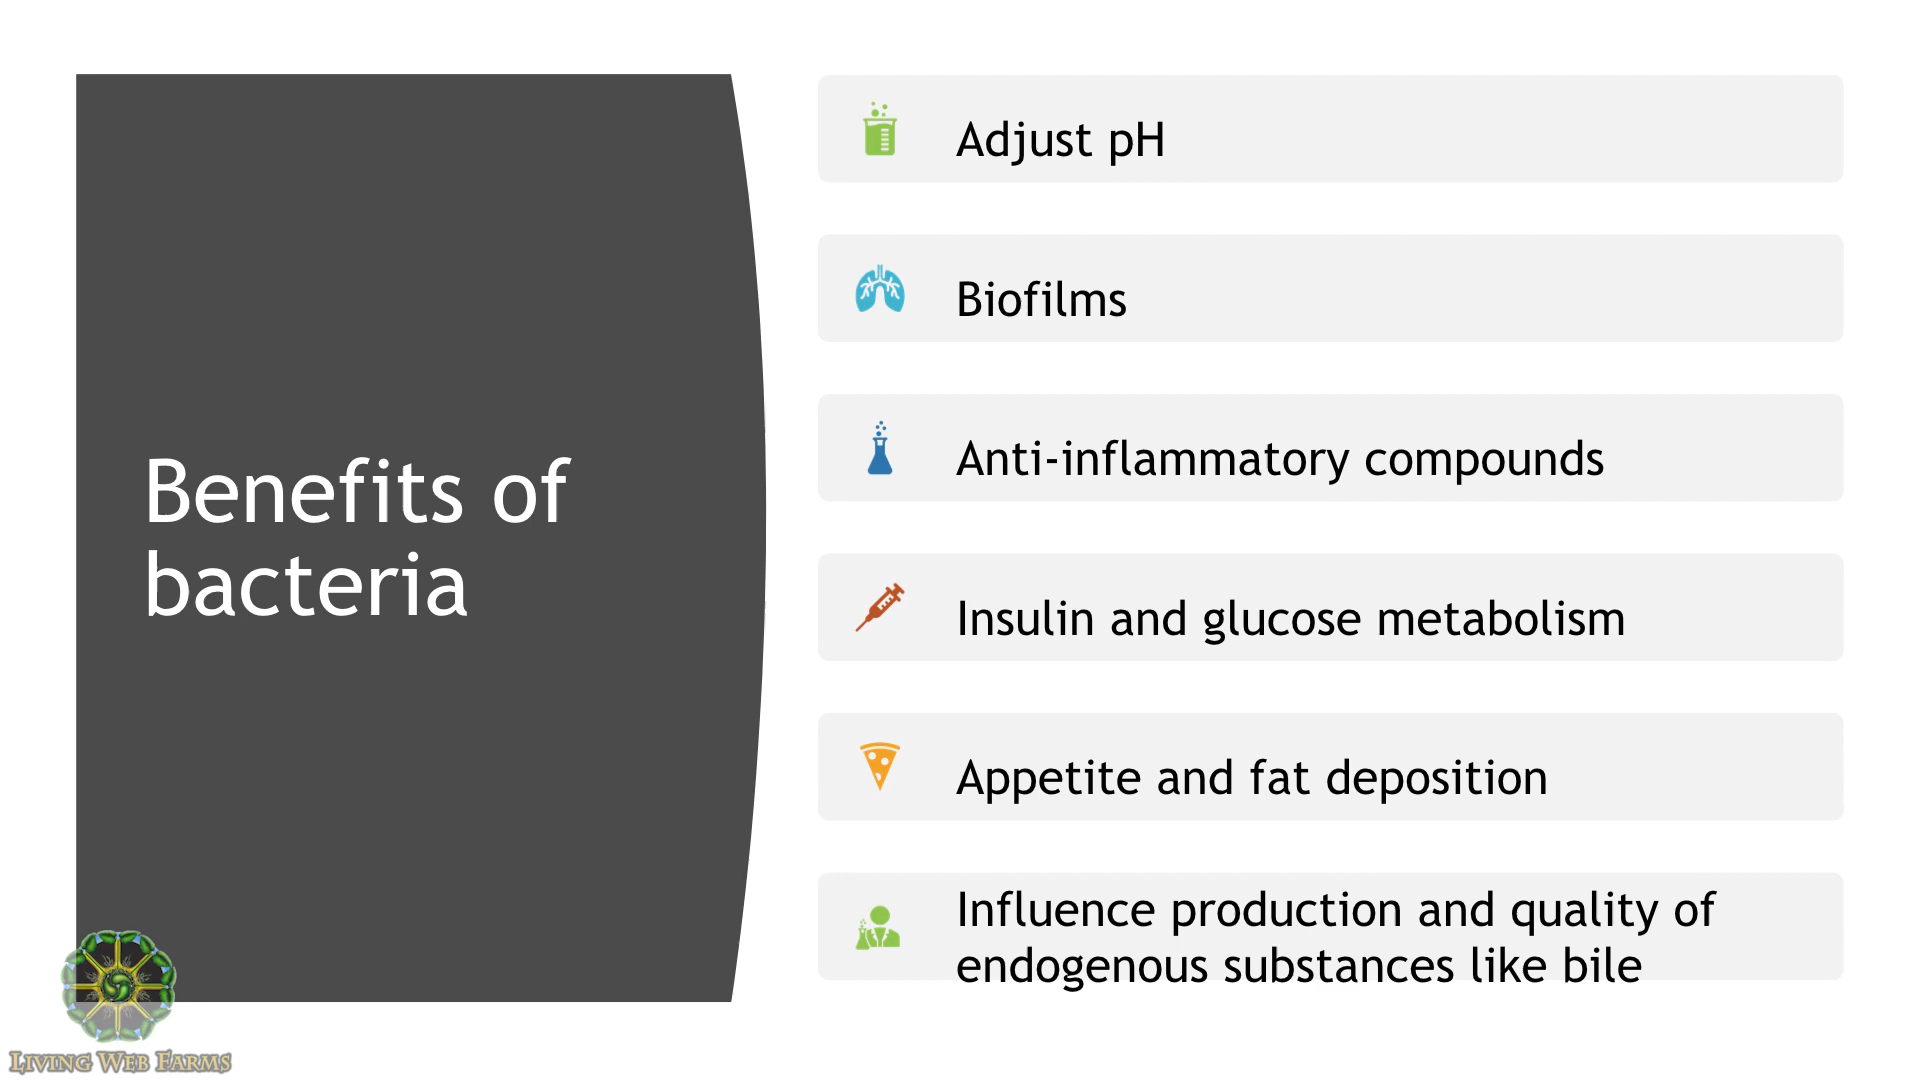 Benefits of
bacteria
Adjust pH
Biofilms
Anti-inflammatory compounds
Insulin and glucose metabolism
Appetite and fat deposition
Influence production and quality of
endogenous substances like bile
LIVING WEB FARMS